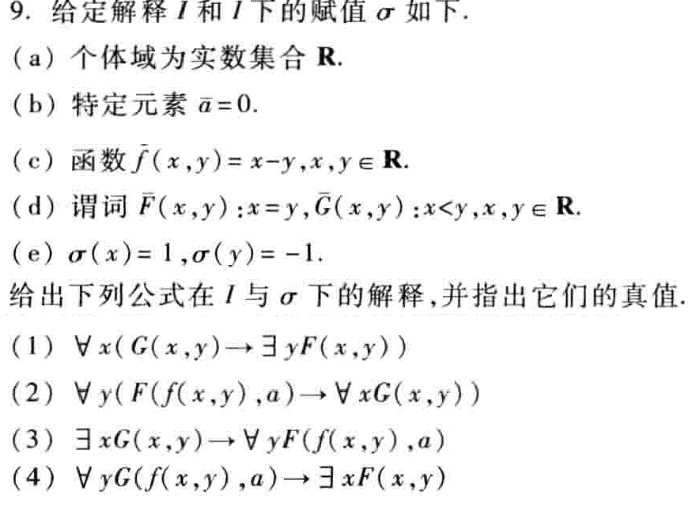 9. 给定解释 I 和 I 下的赋值 σ 如下.
(a) 个体域为实数集合 R.
(b) 特定元素 ā=0.
(c) 函数 f̄(x,y)=x-y,x,y∈R.
(d) 谓词 F̄(x,y):x=y,Ḡ(x,y):x<y,x,y∈R.
(e) σ(x)=1,σ(y)=-1.
给出下列公式在 I 与 σ 下的解释,并指出它们的真值.
(1) ∀x(G(x,y)→∃yF(x,y))
(2) ∀y(F(f(x,y),a)→∀xG(x,y))
(3) ∃xG(x,y)→∀yF(f(x,y),a)
(4) ∀yG(f(x,y),a)→∃xF(x,y)